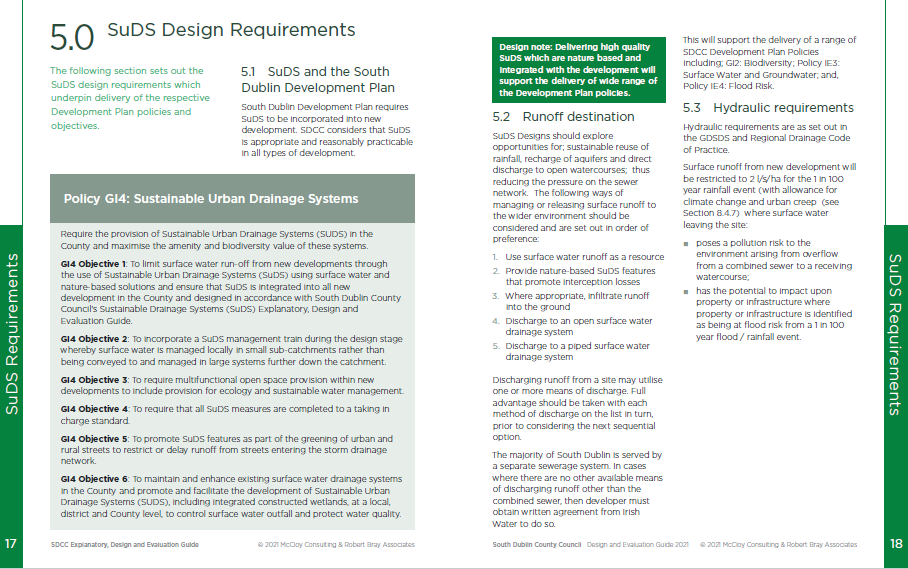 5.0 SuDS Design Requirements
The following section sets out the
SuDS design requirements which
underpin delivery of the respective
Development Plan policies and
objectives.
5.1 SuDS and the South
Dublin Development Plan
South Dublin Development Plan requires
SuDS to be incorporated into new
development. SDCC considers that SuDS
is appropriate and reasonably practicable
in all types of development.
Policy GI4: Sustainable Urban Drainage Systems
Require the provision of Sustainable Urban Drainage Systems (SUDS) in the
County and maximise the amenity and biodiversity value of these systems.
GI4 Objective 1: To limit surface water run-off from new developments through
the use of Sustainable Urban Drainage Systems (SuDS) using surface water and
nature-based solutions and ensure that SuDS is integrated into all new
development in the County and designed in accordance with South Dublin County
Council's Sustainable Drainage Systems (SuDS) Explanatory, Design and
Evaluation Guide.
GI4 Objective 2: To incorporate a SuDS management train during the design stage
whereby surface water is managed locally in small sub-catchments rather than
being conveyed to and managed in large systems further down the catchment.
GI4 Objective 3: To require multifunctional open space provision within new
developments to include provision for ecology and sustainable water management.
GI4 Objective 4: To require that all SuDS measures are completed to a taking in
charge standard.
GI4 Objective 5: To promote SuDS features as part of the greening of urban and
rural streets to restrict or delay runoff from streets entering the storm drainage
network.
GI4 Objective 6: To maintain and enhance existing surface water drainage systems
in the County and promote and facilitate the development of Sustainable Urban
Drainage Systems (SUDS), including integrated constructed wetlands, at a local,
district and County level, to control surface water outfall and protect water quality.
SuDS Requirements
17
SDCC Explanatory, Design and Evaluation Guide
© 2021 McCloy Consulting & Robert Bray Associates
Design note: Delivering high quality
SuDS which are nature based and
integrated with the development will
support the delivery of wide range of
the Development Plan policies.
5.2 Runoff destination
SuDS Designs should explore
opportunities for; sustainable reuse of
rainfall, recharge of aquifers and direct
discharge to open watercourses; thus
reducing the pressure on the sewer
network. The following ways of
managing or releasing surface runoff to
the wider environment should be
considered and are set out in order of
preference:
1. Use surface water runoff as a resource
2. Provide nature-based SuDS features
that promote interception losses
3. Where appropriate, infiltrate runoff
into the ground
4. Discharge to an open surface water
drainage system
5. Discharge to a piped surface water
drainage system
Discharging runoff from a site may utilise
one or more means of discharge. Full
advantage should be taken with each
method of discharge on the list in turn,
prior to considering the next sequential
option.
The majority of South Dublin is served by
a separate sewerage system. In cases
where there are no other available means
of discharging runoff other than the
combined sewer, then developer must
obtain written agreement from Irish
Water to do so.
This will support the delivery of a range of
SDCC Development Plan Policies
including; GI2: Biodiversity; Policy IE3:
Surface Water and Groundwater; and,
Policy IE4: Flood Risk.
5.3 Hydraulic requirements
Hydraulic requirements are as set out in
the GDSDS and Regional Drainage Code
of Practice.
Surface runoff from new development will
be restricted to 2 l/s/ha for the 1 in 100
year rainfall event (with allowance for
climate change and urban creep (see
Section 8.4.7) where surface water
leaving the site:
■ poses a pollution risk to the
environment arising from overflow
from a combined sewer to a receiving
watercourse;
■ has the potential to impact upon
property or infrastructure where
property or infrastructure is identified
as being at flood risk from a 1 in 100
year flood / rainfall event.
South Dublin County Council Design and Evaluation Guide 2021
© 2021 McCloy Consulting & Robert Bray Associates
SuDS Requirements
18